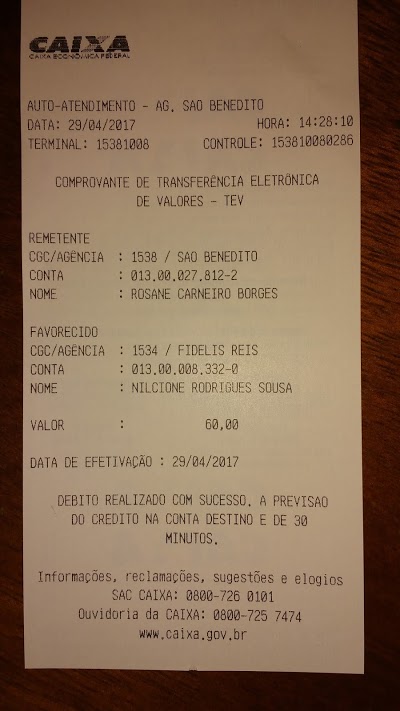 CAIXA
CAIXA ECONÔMICA FEDERAL
AUTO-ATENDIMENTO - AG. SAO BENEDITO
DATA: 29/04/2017 HORA: 14:28:10
TERMINAL: 15381008 CONTROLE: 153810080286
COMPROVANTE DE TRANSFERÊNCIA ELETRÔNICA
DE VALORES - TEV
REMETENTE
CGC/AGÊNCIA : 1538 / SAO BENEDITO
CONTA : 013.00.027.812-2
NOME : ROSANE CARNEIRO BORGES
FAVORECIDO
CGC/AGÊNCIA : 1534 / FIDELIS REIS
CONTA : 013.00.008.332-0
NOME : NILCIONE RODRIGUES SOUSA
VALOR : 60,00
DATA DE EFETIVAÇÃO : 29/04/2017
DEBITO REALIZADO COM SUCESSO. A PREVISAO
DO CREDITO NA CONTA DESTINO E DE 30
MINUTOS.
Informações, reclamações, sugestões e elogios
SAC CAIXA: 0800-726 0101
Ouvidoria da CAIXA: 0800-725 7474
www.caixa.gov.br